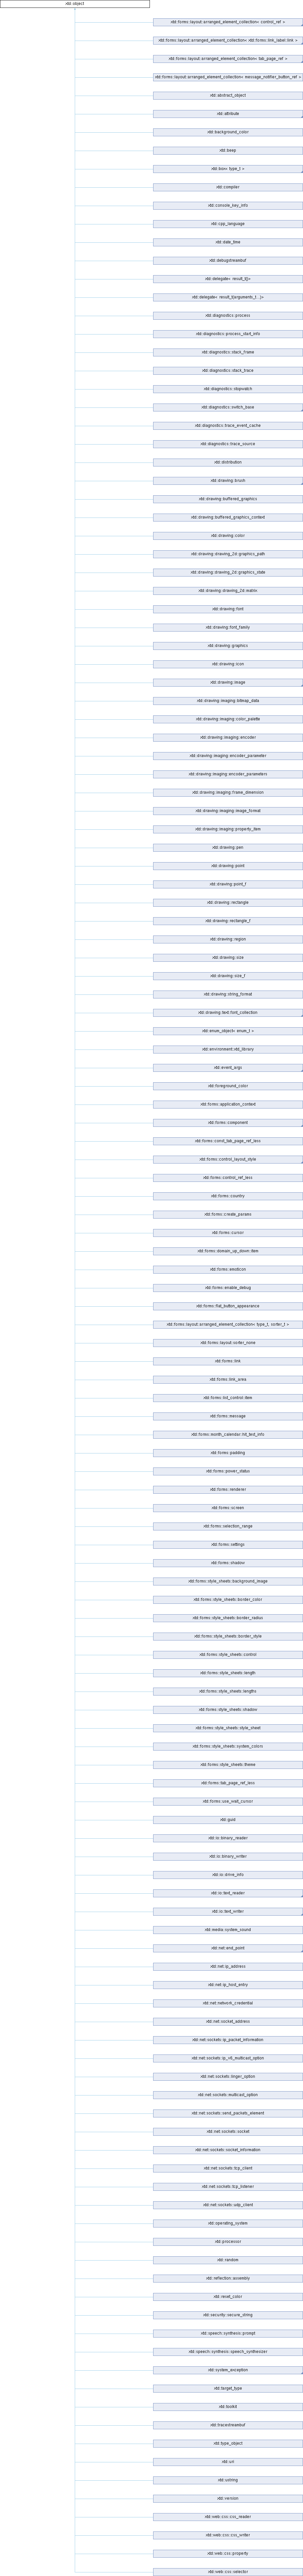 xtd::object
xtd::forms::layout::arranged_element_collection< control_ref >
xtd::forms::layout::arranged_element_collection< xtd::forms::link_label::link >
xtd::forms::layout::arranged_element_collection< tab_page_ref >
xtd::forms::layout::arranged_element_collection< message_notifier_button_ref >
xtd::abstract_object
xtd::attribute
xtd::background_color
xtd::beep
xtd::box< type_t >
xtd::compiler
xtd::console_key_info
xtd::cpp_language
xtd::date_time
xtd::debugstreambuf
xtd::delegate< result_t()>
xtd::delegate< result_t(arguments_t...)>
xtd::diagnostics::process
xtd::diagnostics::process_start_info
xtd::diagnostics::stack_frame
xtd::diagnostics::stack_trace
xtd::diagnostics::stopwatch
xtd::diagnostics::switch_base
xtd::diagnostics::trace_event_cache
xtd::diagnostics::trace_source
xtd::distribution
xtd::drawing::brush
xtd::drawing::buffered_graphics
xtd::drawing::buffered_graphics_context
xtd::drawing::color
xtd::drawing::drawing_2d::graphics_path
xtd::drawing::drawing_2d::graphics_state
xtd::drawing::drawing_2d::matrix
xtd::drawing::font
xtd::drawing::font_family
xtd::drawing::graphics
xtd::drawing::icon
xtd::drawing::image
xtd::drawing::imaging::bitmap_data
xtd::drawing::imaging::color_palette
xtd::drawing::imaging::encoder
xtd::drawing::imaging::encoder_parameter
xtd::drawing::imaging::encoder_parameters
xtd::drawing::imaging::frame_dimension
xtd::drawing::imaging::image_format
xtd::drawing::imaging::property_item
xtd::drawing::pen
xtd::drawing::point
xtd::drawing::point_f
xtd::drawing::rectangle
xtd::drawing::rectangle_f
xtd::drawing::region
xtd::drawing::size
xtd::drawing::size_f
xtd::drawing::string_format
xtd::drawing::text::font_collection
xtd::enum_object< enum_t >
xtd::environment::std_library
xtd::event_args
xtd::foreground_color
xtd::forms::application_context
xtd::forms::component
xtd::forms::const_tab_page_ref_less
xtd::forms::control_layout_style
xtd::forms::control_ref_less
xtd::forms::country
xtd::forms::create_params
xtd::forms::cursor
xtd::forms::domain_up_down::item
xtd::forms::emoticon
xtd::forms::enable_debug
xtd::forms::flat_button_appearance
xtd::forms::layout::arranged_element_collection< type_t, sorter_t >
xtd::forms::layout::sorter_none
xtd::forms::link
xtd::forms::link_area
xtd::forms::list_control::item
xtd::forms::message
xtd::forms::month_calendar::hit_test_info
xtd::forms::padding
xtd::forms::power_status
xtd::forms::renderer
xtd::forms::screen
xtd::forms::selection_range
xtd::forms::settings
xtd::forms::shadow
xtd::forms::style_sheets::background_image
xtd::forms::style_sheets::border_color
xtd::forms::style_sheets::border_radius
xtd::forms::style_sheets::border_style
xtd::forms::style_sheets::control
xtd::forms::style_sheets::length
xtd::forms::style_sheets::lengths
xtd::forms::style_sheets::shadow
xtd::forms::style_sheets::style_sheet
xtd::forms::style_sheets::system_colors
xtd::forms::style_sheets::theme
xtd::forms::tab_page_ref_less
xtd::forms::use_wait_cursor
xtd::guid
xtd::io::binary_reader
xtd::io::binary_writer
xtd::io::drive_info
xtd::io::text_reader
xtd::io::text_writer
xtd::media::system_sound
xtd::net::end_point
xtd::net::ip_address
xtd::net::ip_host_entry
xtd::net::network_credential
xtd::net::socket_address
xtd::net::sockets::ip_packet_information
xtd::net::sockets::ip_v6_multicast_option
xtd::net::sockets::linger_option
xtd::net::sockets::multicast_option
xtd::net::sockets::send_packets_element
xtd::net::sockets::socket
xtd::net::sockets::socket_information
xtd::net::sockets::tcp_client
xtd::net::sockets::tcp_listener
xtd::net::sockets::udp_client
xtd::operating_system
xtd::processor
xtd::random
xtd::reflection::assembly
xtd::reset_color
xtd::security::secure_string
xtd::speech::synthesis::prompt
xtd::speech::synthesis::speech_synthesizer
xtd::system_exception
xtd::target_type
xtd::toolkit
xtd::tracestreambuf
xtd::type_object
xtd::uri
xtd::ustring
xtd::version
xtd::web::css::css_reader
xtd::web::css::css_writer
xtd::web::css::property
xtd::web::css::selector